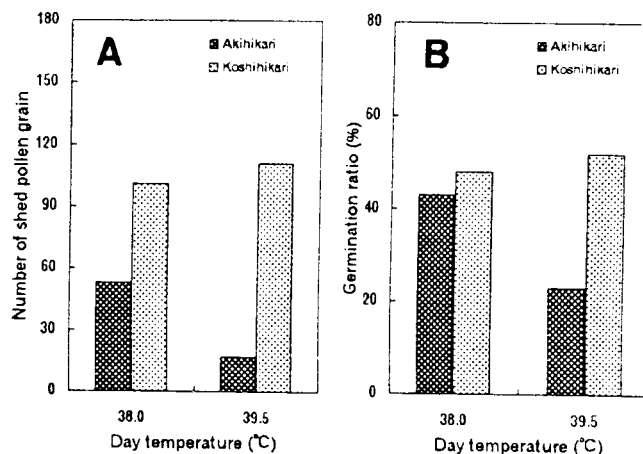 A
Akihikari
Koshihikari
Number of shed pollen grain
180
150
120
90
60
30
0
38.0
39.5
Day temperature (°C)
B
Akihikari
Koshihikari
Germination ratio (%)
80
60
40
20
0
38.0
39.5
Day temperature (°C)